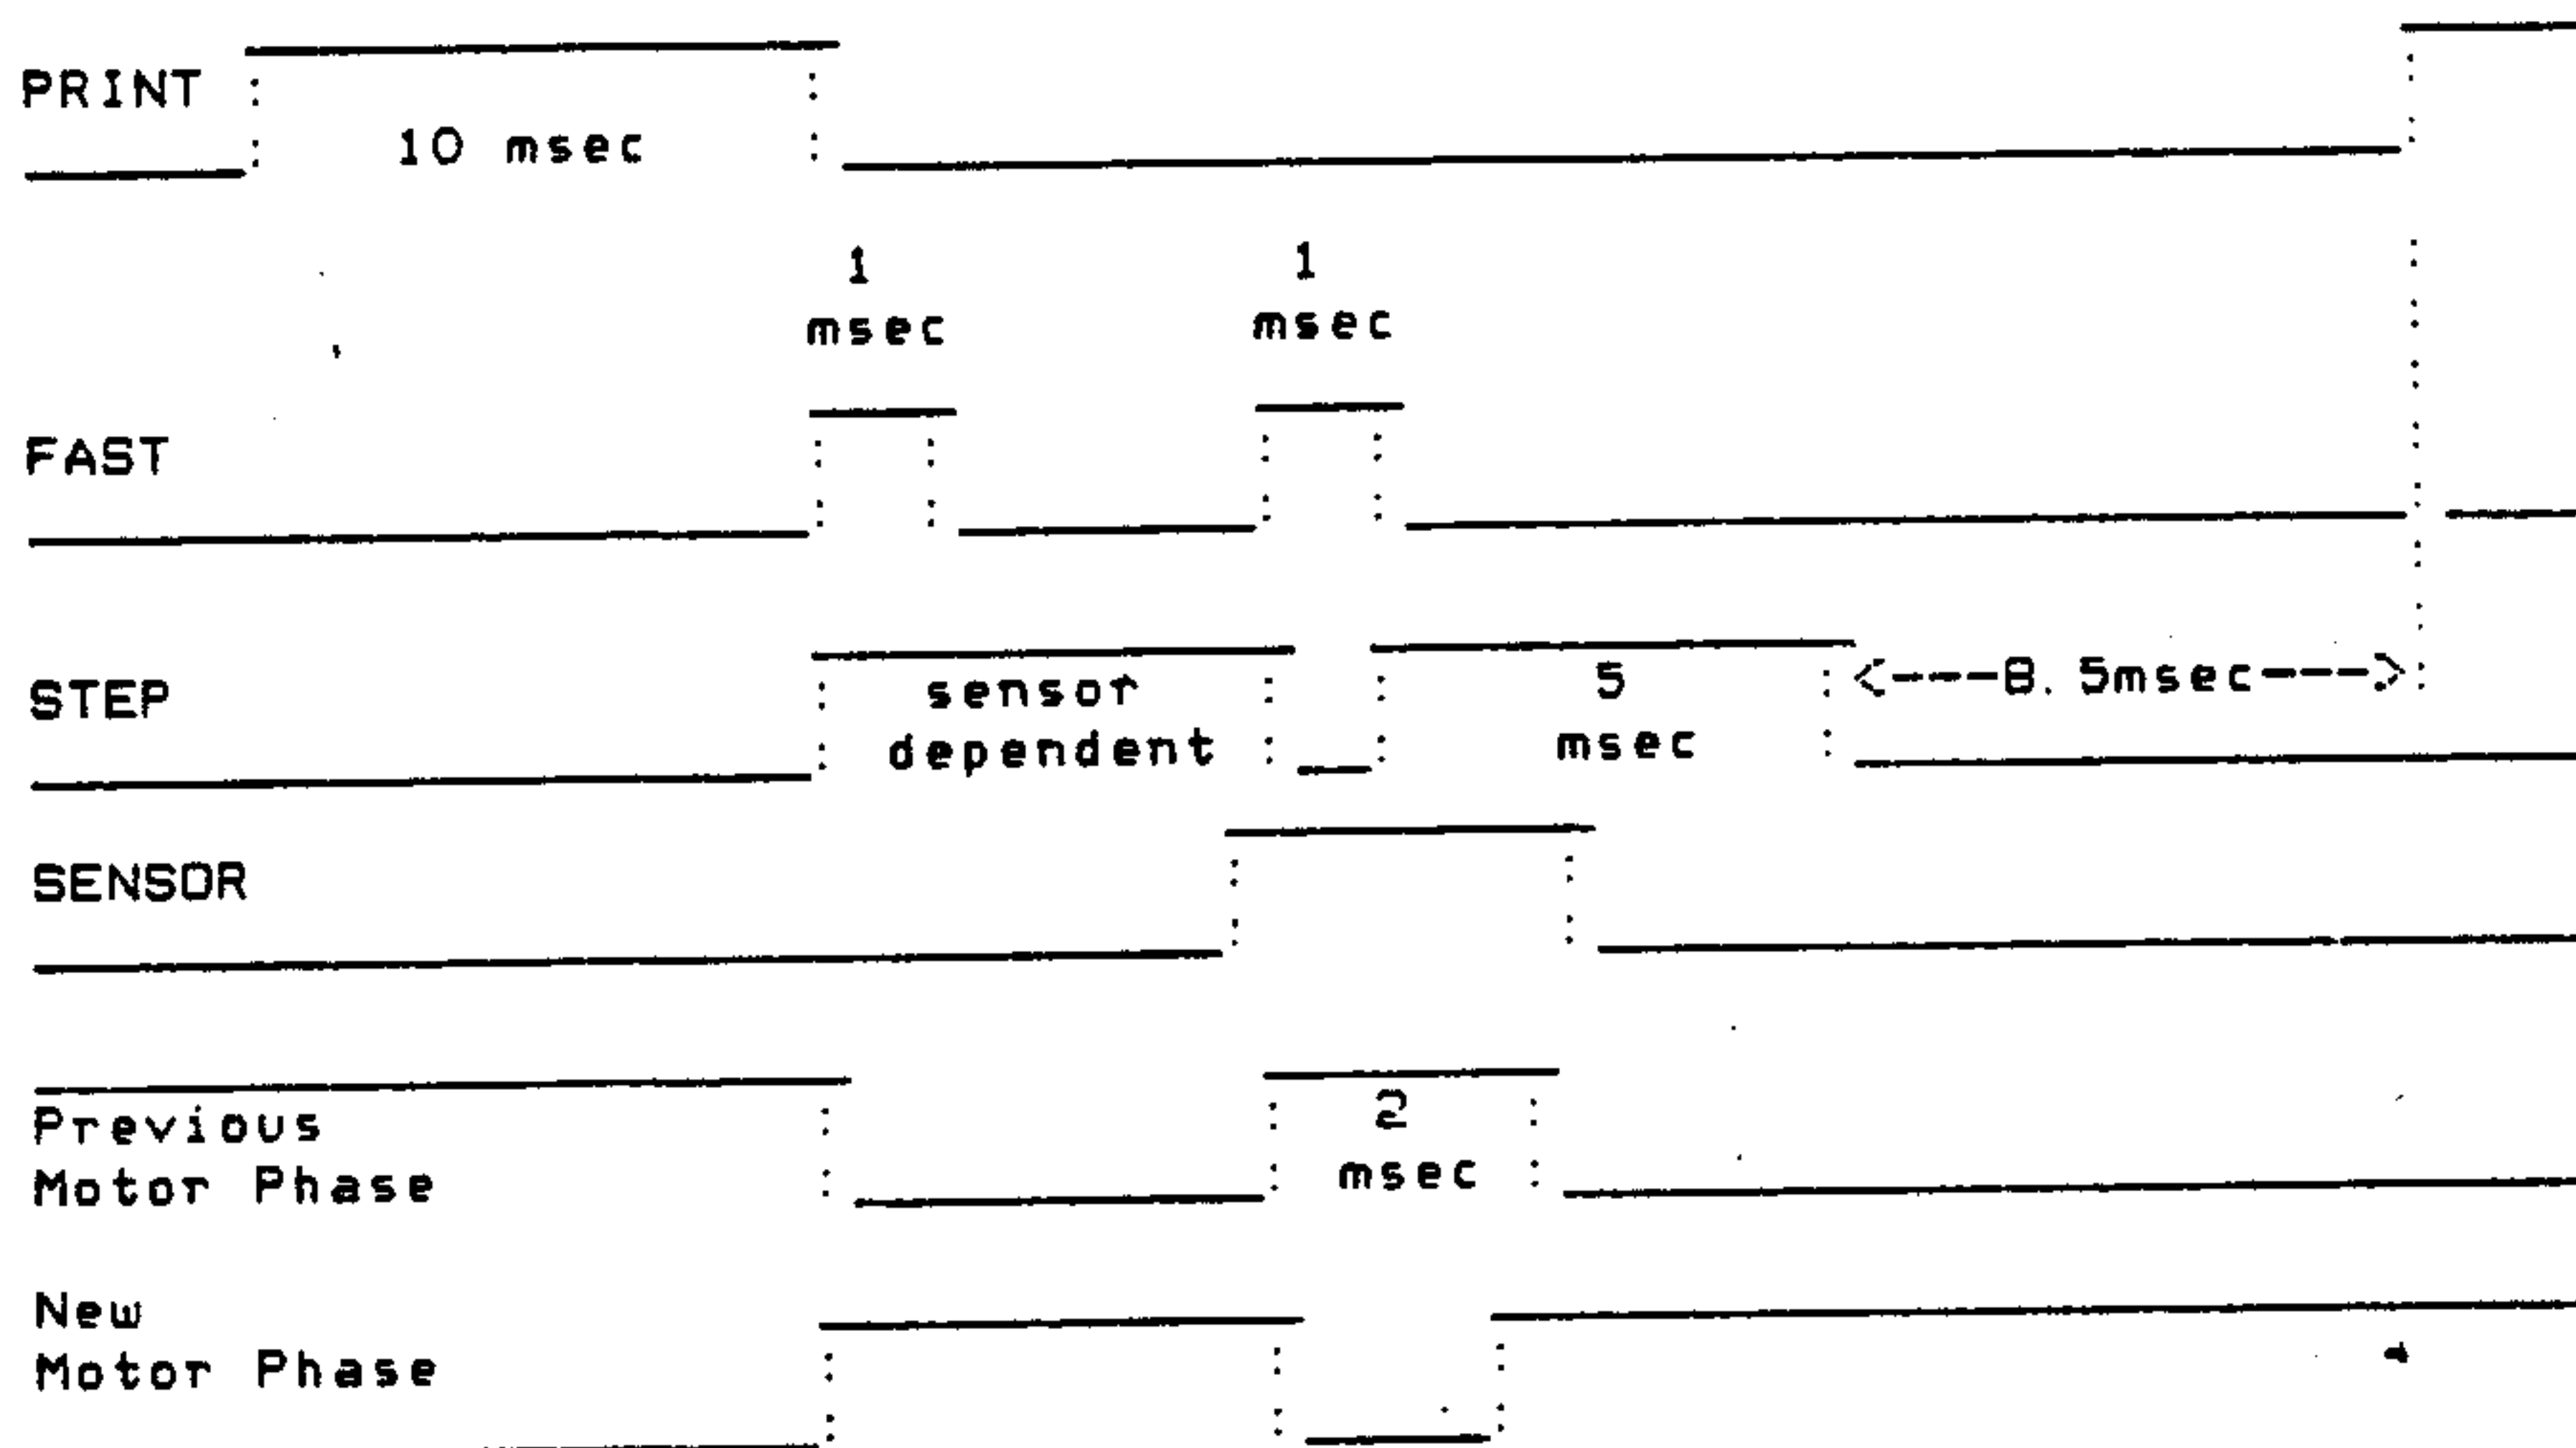 PRINT
10 msec
1
msec
1
msec
FAST
STEP
sensor
dependent
5
msec
<---8.5msec--->
SENSOR
Previous
Motor Phase
2
msec
New
Motor Phase